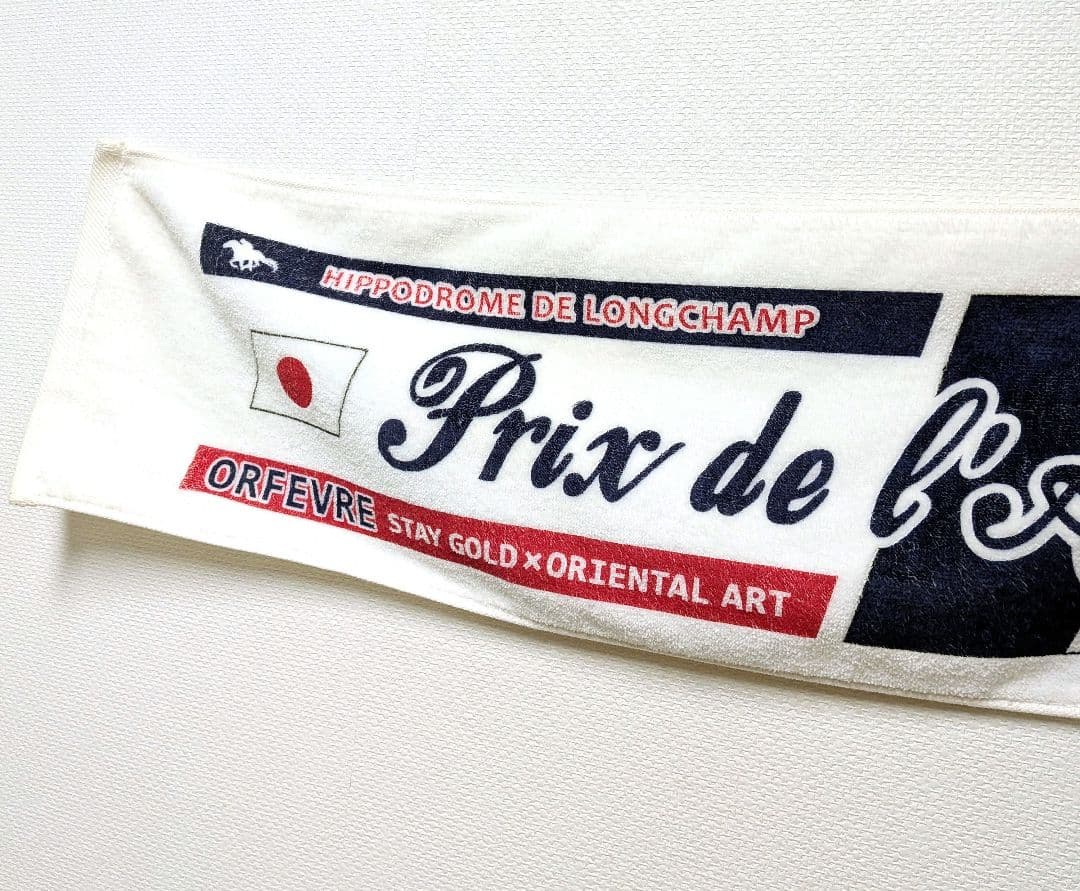 HIPPODROME DE LONGCHAMP
Prix de l'
ORFEVRE STAY GOLD×ORIENTAL ART